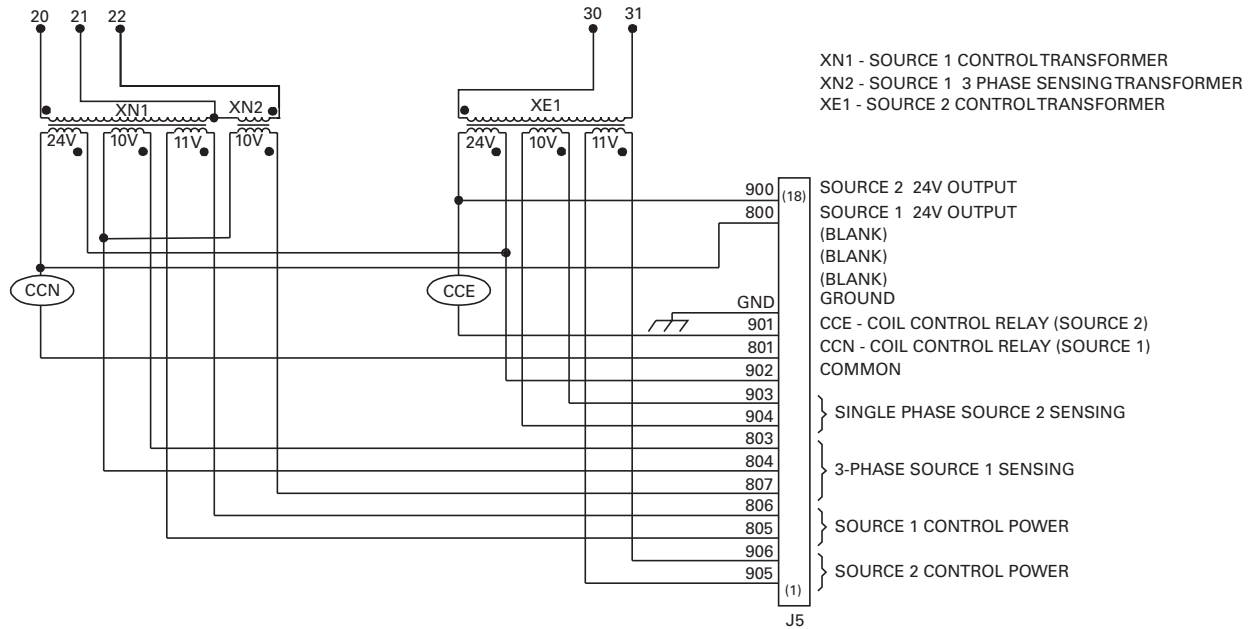 20 21 22 30 31
XN1 - SOURCE 1 CONTROL TRANSFORMER
XN2 - SOURCE 1 3 PHASE SENSING TRANSFORMER
XE1 - SOURCE 2 CONTROL TRANSFORMER
XN1 XN2 XE1
24V 10V 11V 10V 24V 10V 11V
900 (18) SOURCE 2 24V OUTPUT
800 SOURCE 1 24V OUTPUT
(BLANK)
(BLANK)
(BLANK)
CCN CCE
GND GROUND
901 CCE - COIL CONTROL RELAY (SOURCE 2)
801 CCN - COIL CONTROL RELAY (SOURCE 1)
902 COMMON
903
904 SINGLE PHASE SOURCE 2 SENSING
803
804 3-PHASE SOURCE 1 SENSING
807
806
805 SOURCE 1 CONTROL POWER
906
905 SOURCE 2 CONTROL POWER
(1)
J5